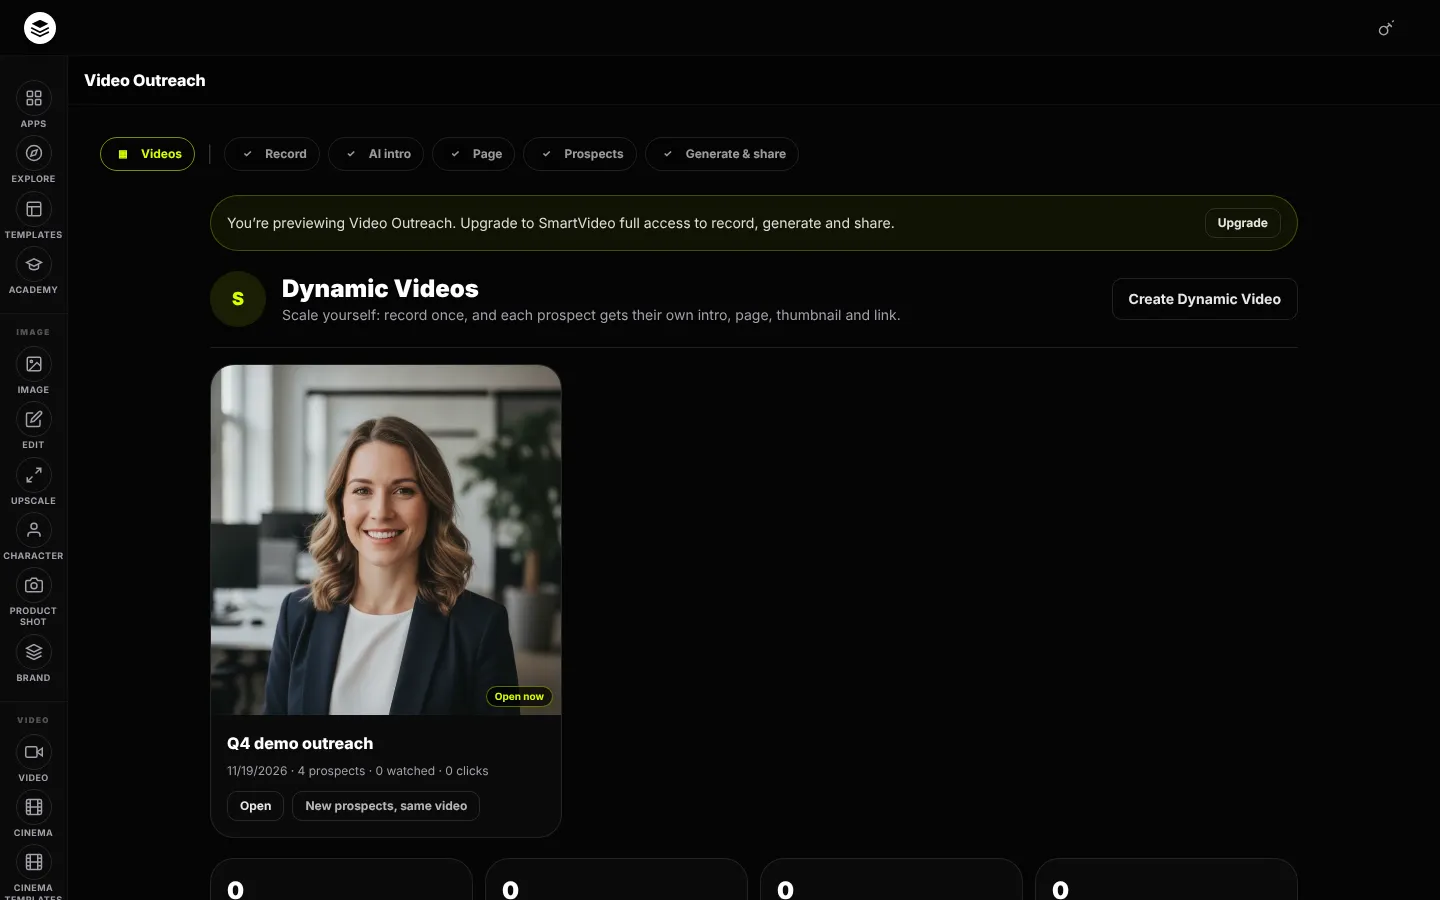 Video Outreach
APPS
EXPLORE
TEMPLATES
ACADEMY
IMAGE
IMAGE
EDIT
UPSCALE
CHARACTER
PRODUCT
SHOT
BRAND
VIDEO
VIDEO
CINEMA
CINEMA
TEMPLATES
Videos
Record
AI intro
Page
Prospects
Generate & share
You’re previewing Video Outreach. Upgrade to SmartVideo full access to record, generate and share.
Upgrade
S
Dynamic Videos
Scale yourself: record once, and each prospect gets their own intro, page, thumbnail and link.
Create Dynamic Video
Open now
Q4 demo outreach
11/19/2026 · 4 prospects · 0 watched · 0 clicks
Open
New prospects, same video
0
0
0
0